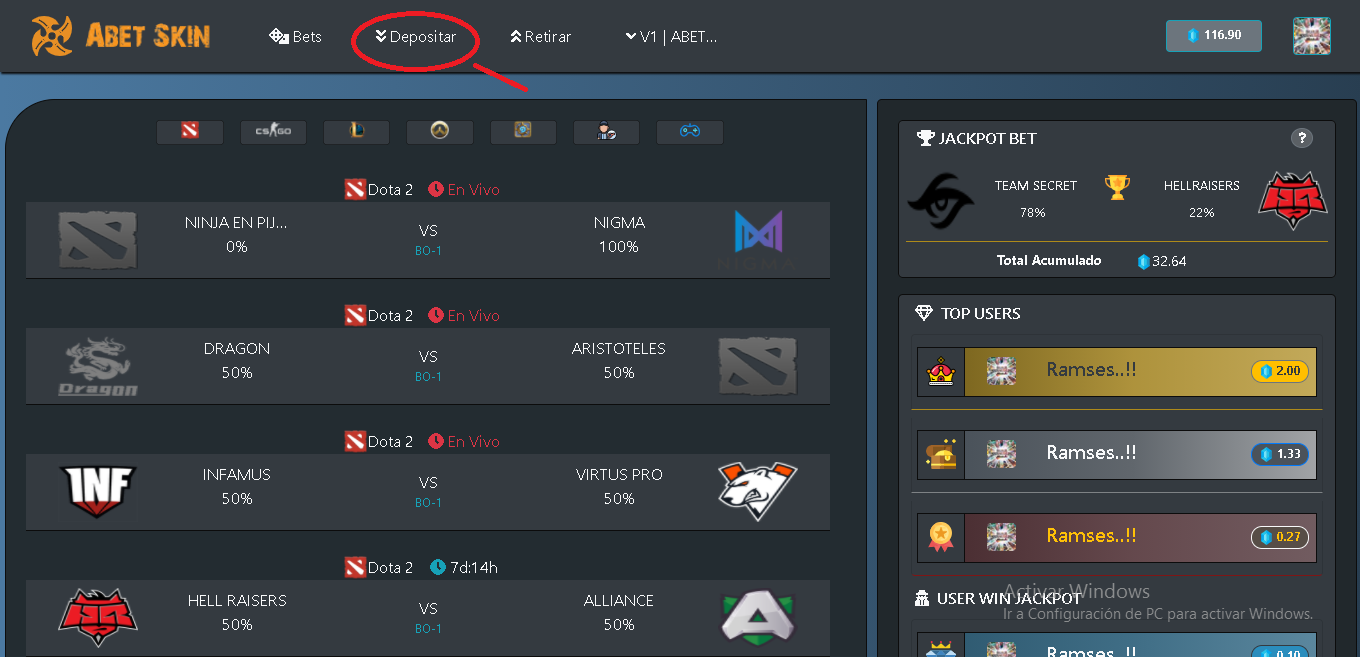 ABET SKIN
Bets
Depositar
Retirar
V1 | ABET...
116.90
CS GO
Dota 2 En Vivo
NINJA EN PIJ...
0%
VS
BO-1
NIGMA
100%
NIGMA
Dota 2 En Vivo
DRAGON
50%
Dragon
VS
BO-1
ARISTOTELES
50%
Dota 2 En Vivo
INF
INFAMUS
50%
VS
BO-1
VIRTUS PRO
50%
Dota 2 7d:14h
HELL RAISERS
50%
VS
BO-1
ALLIANCE
50%
JACKPOT BET
?
TEAM SECRET
78%
HELLRAISERS
22%
Total Acumulado 32.64
TOP USERS
Ramses..!! 2.00
Ramses..!! 1.33
Ramses..!! 0.27
USER WIN JACKPOT
Activar Windows
Ir a Configuración de PC para activar Windows.
Ramses..!! 0.10